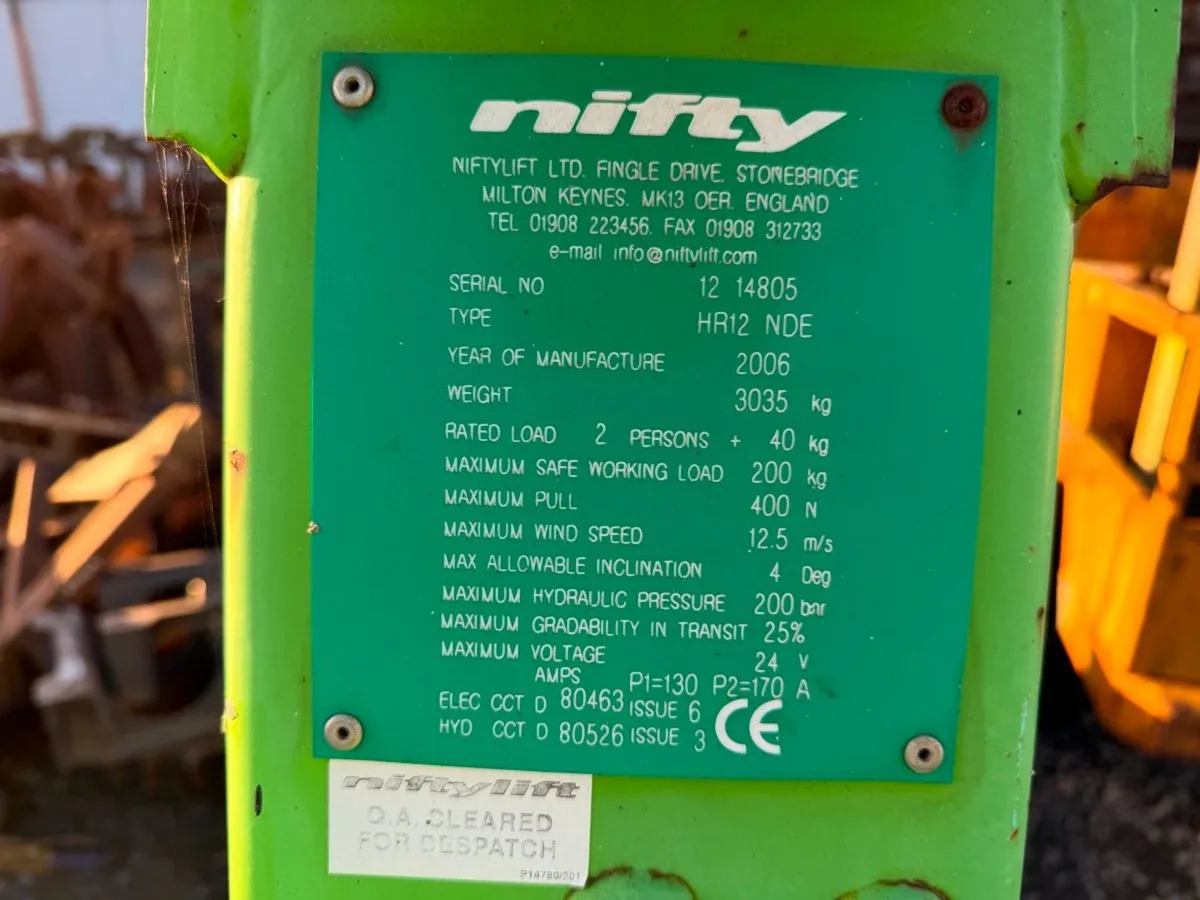 nifty
NIFTYLIFT LTD. FINGLE DRIVE. STONEBRIDGE
MILTON KEYNES. MK13 OER. ENGLAND
TEL 01908 223456. FAX 01908 312733
e-mail info@niftylift.com
SERIAL NO 12 14805
TYPE HR12 NDE
YEAR OF MANUFACTURE 2006
WEIGHT 3035 kg
RATED LOAD 2 PERSONS + 40 kg
MAXIMUM SAFE WORKING LOAD 200 kg
MAXIMUM PULL 400 N
MAXIMUM WIND SPEED 12.5 m/s
MAX ALLOWABLE INCLINATION 4 Deg
MAXIMUM HYDRAULIC PRESSURE 200 bar
MAXIMUM GRADABILITY IN TRANSIT 25%
MAXIMUM VOLTAGE 24 V
AMPS P1=130 P2=170 A
ELEC CCT D 80463 ISSUE 6
HYD CCT D 80526 ISSUE 3 CE
niftylift
Q.A. CLEARED
FOR DESPATCH
P14780/001